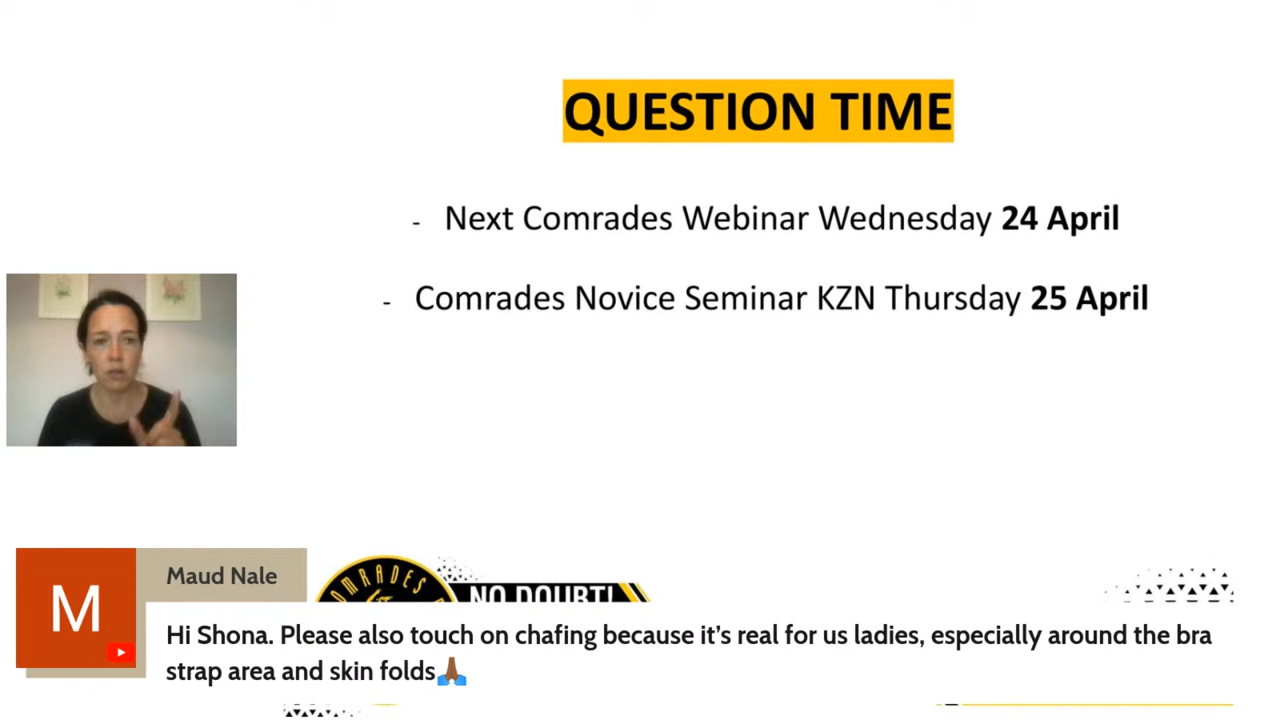 QUESTION TIME
- Next Comrades Webinar Wednesday 24 April
- Comrades Novice Seminar KZN Thursday 25 April
M
Maud Nale
COMRADES
NO DOUBT!
Hi Shona. Please also touch on chafing because it's real for us ladies, especially around the bra
strap area and skin folds🙏🏾